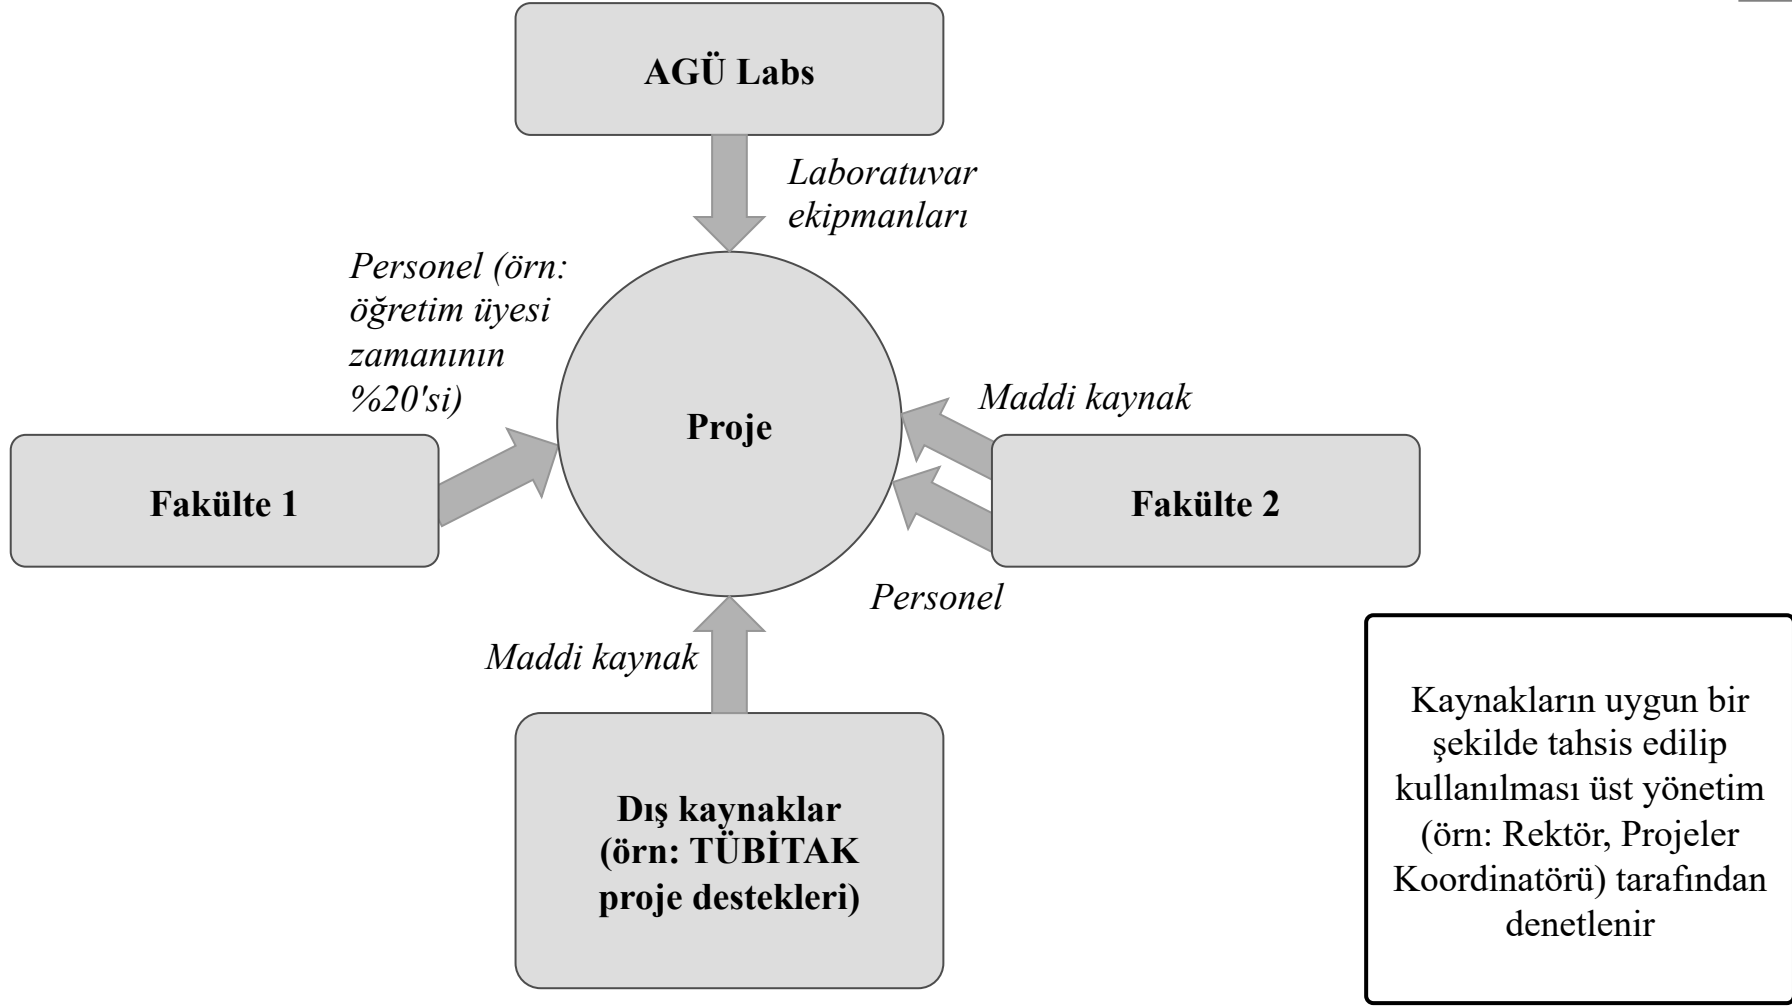 AGÜ Labs
Laboratuvar
ekipmanları
Personel (örn:
öğretim üyesi
zamanının
%20'si)
Proje
Maddi kaynak
Fakülte 1
Fakülte 2
Personel
Maddi kaynak
Dış kaynaklar
(örn: TÜBİTAK
proje destekleri)
Kaynakların uygun bir
şekilde tahsis edilip
kullanılması üst yönetim
(örn: Rektör, Projeler
Koordinatörü) tarafından
denetlenir